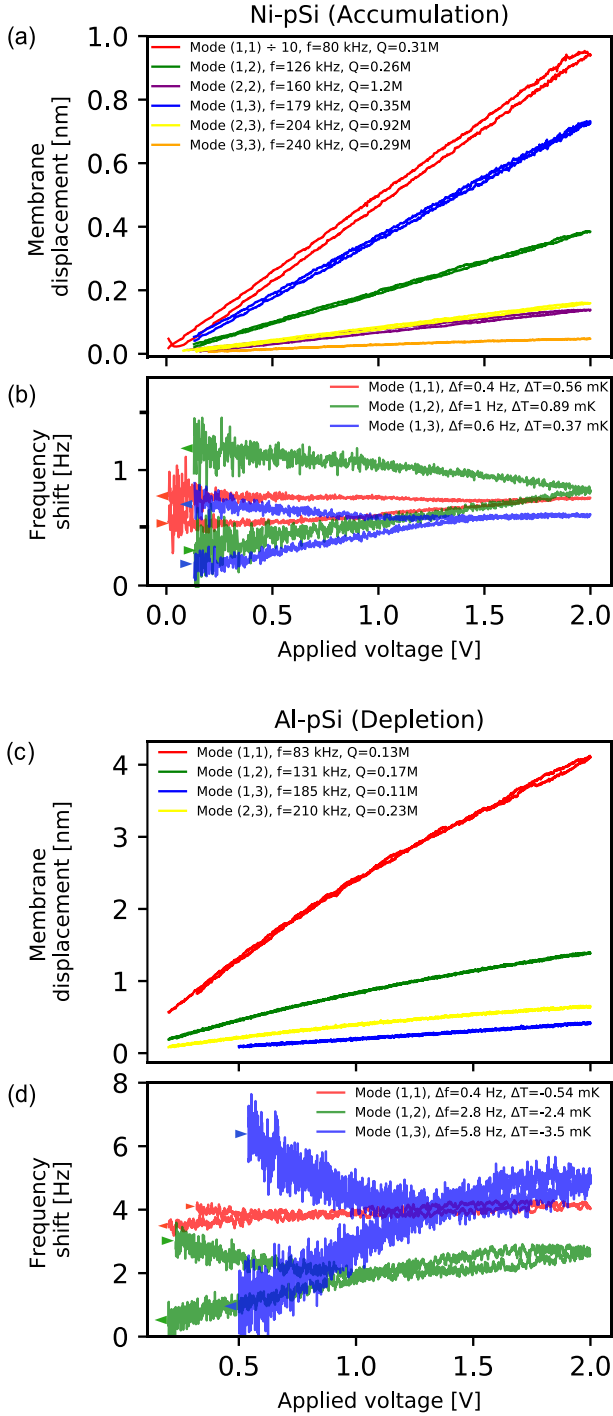 Ni-pSi (Accumulation)
(a)
1.0
0.8
0.6
0.4
0.2
0.0
Membrane
displacement [nm]
Mode (1,1) ÷ 10, f=80 kHz, Q=0.31M
Mode (1,2), f=126 kHz, Q=0.26M
Mode (2,2), f=160 kHz, Q=1.2M
Mode (1,3), f=179 kHz, Q=0.35M
Mode (2,3), f=204 kHz, Q=0.92M
Mode (3,3), f=240 kHz, Q=0.29M
(b)
1
0
Frequency
shift [Hz]
Mode (1,1), Δf=0.4 Hz, ΔT=0.56 mK
Mode (1,2), Δf=1 Hz, ΔT=0.89 mK
Mode (1,3), Δf=0.6 Hz, ΔT=0.37 mK
0.0 0.5 1.0 1.5 2.0
Applied voltage [V]
Al-pSi (Depletion)
(c)
4
3
2
1
0
Membrane
displacement [nm]
Mode (1,1), f=83 kHz, Q=0.13M
Mode (1,2), f=131 kHz, Q=0.17M
Mode (1,3), f=185 kHz, Q=0.11M
Mode (2,3), f=210 kHz, Q=0.23M
(d)
8
6
4
2
0
Frequency
shift [Hz]
Mode (1,1), Δf=0.4 Hz, ΔT=-0.54 mK
Mode (1,2), Δf=2.8 Hz, ΔT=-2.4 mK
Mode (1,3), Δf=5.8 Hz, ΔT=-3.5 mK
0.5 1.0 1.5 2.0
Applied voltage [V]